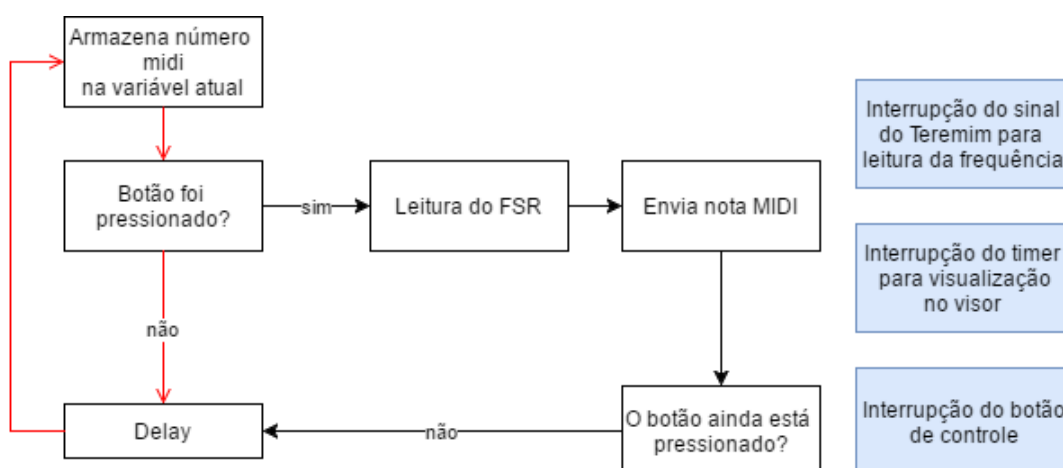 Armazena número
midi
na variável atual
Botão foi
pressionado?
sim
Leitura do FSR
Envia nota MIDI
não
Delay
não
O botão ainda está
pressionado?
Interrupção do sinal
do Teremim para
leitura da frequência
Interrupção do timer
para visualização
no visor
Interrupção do botão
de controle